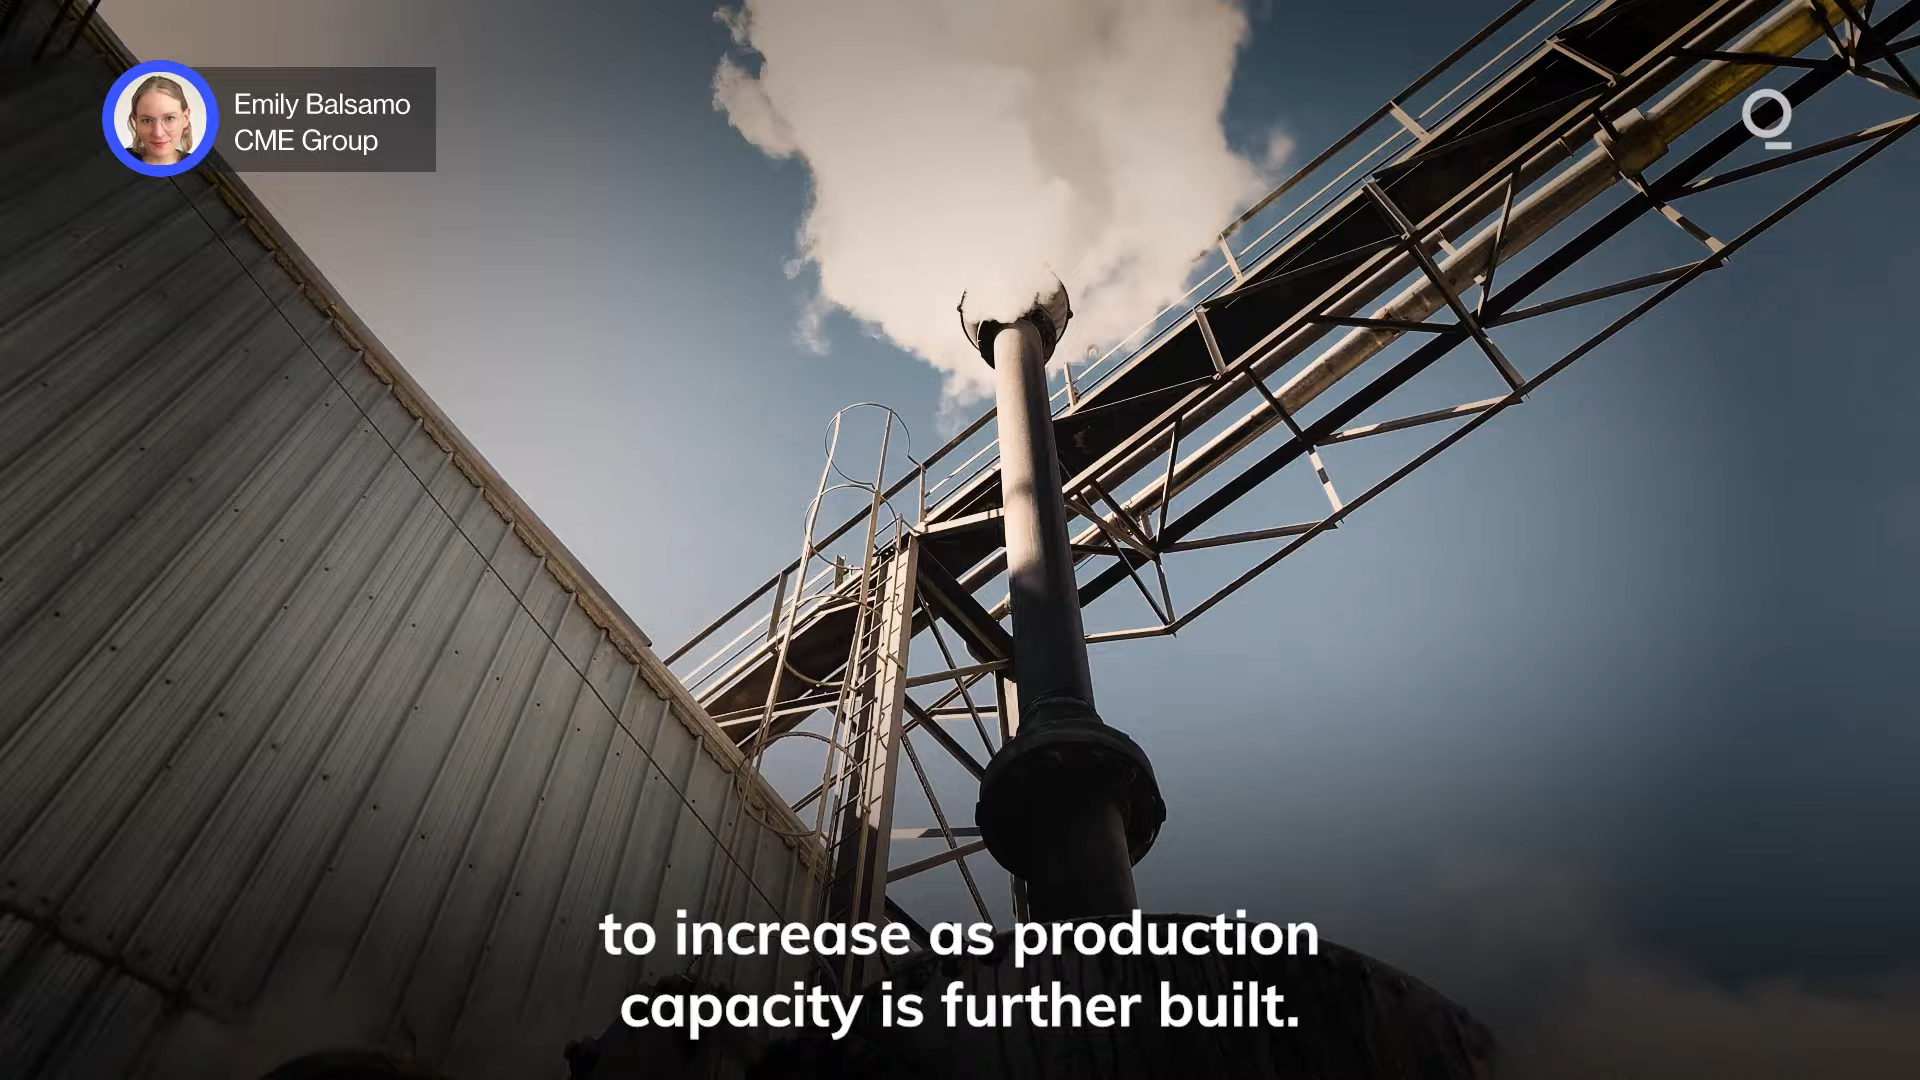 Emily Balsamo
CME Group
to increase as production
capacity is further built.